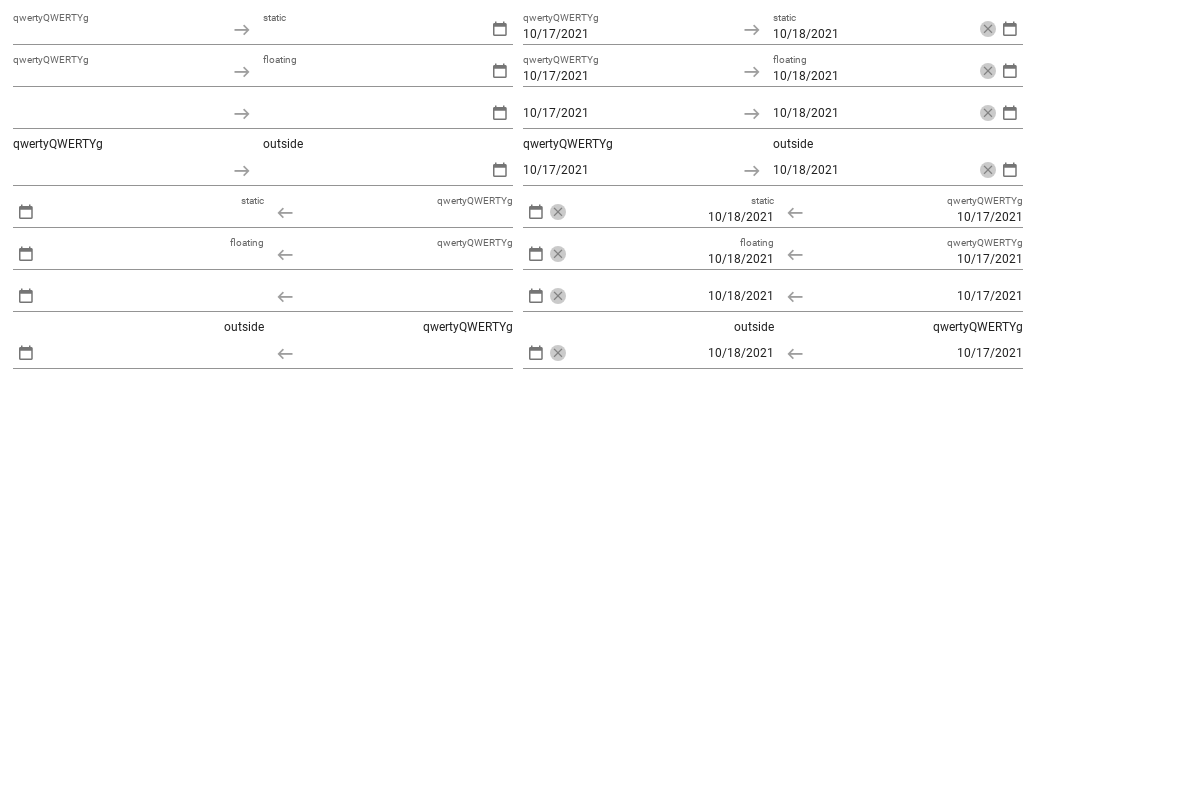 qwertyQWERTYg static qwertyQWERTYg static
10/17/2021 10/18/2021
qwertyQWERTYg floating qwertyQWERTYg floating
10/17/2021 10/18/2021
10/17/2021 10/18/2021
qwertyQWERTYg outside qwertyQWERTYg outside
10/17/2021 10/18/2021
static qwertyQWERTYg static qwertyQWERTYg
10/18/2021 10/17/2021
floating qwertyQWERTYg floating qwertyQWERTYg
10/18/2021 10/17/2021
10/18/2021 10/17/2021
outside qwertyQWERTYg outside qwertyQWERTYg
10/18/2021 10/17/2021